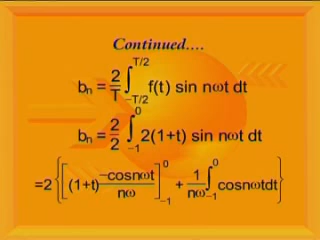 Continued....
bₙ = 2/T ∫_{-T/2}^{T/2} f(t) sin nωt dt
bₙ = 2/2 ∫_{-1}^{0} 2(1+t) sin nωt dt
=2 { [ (1+t) −cosnωt/nω ]_{-1}^{0} + 1/nω ∫_{-1}^{0} cosnωtdt }